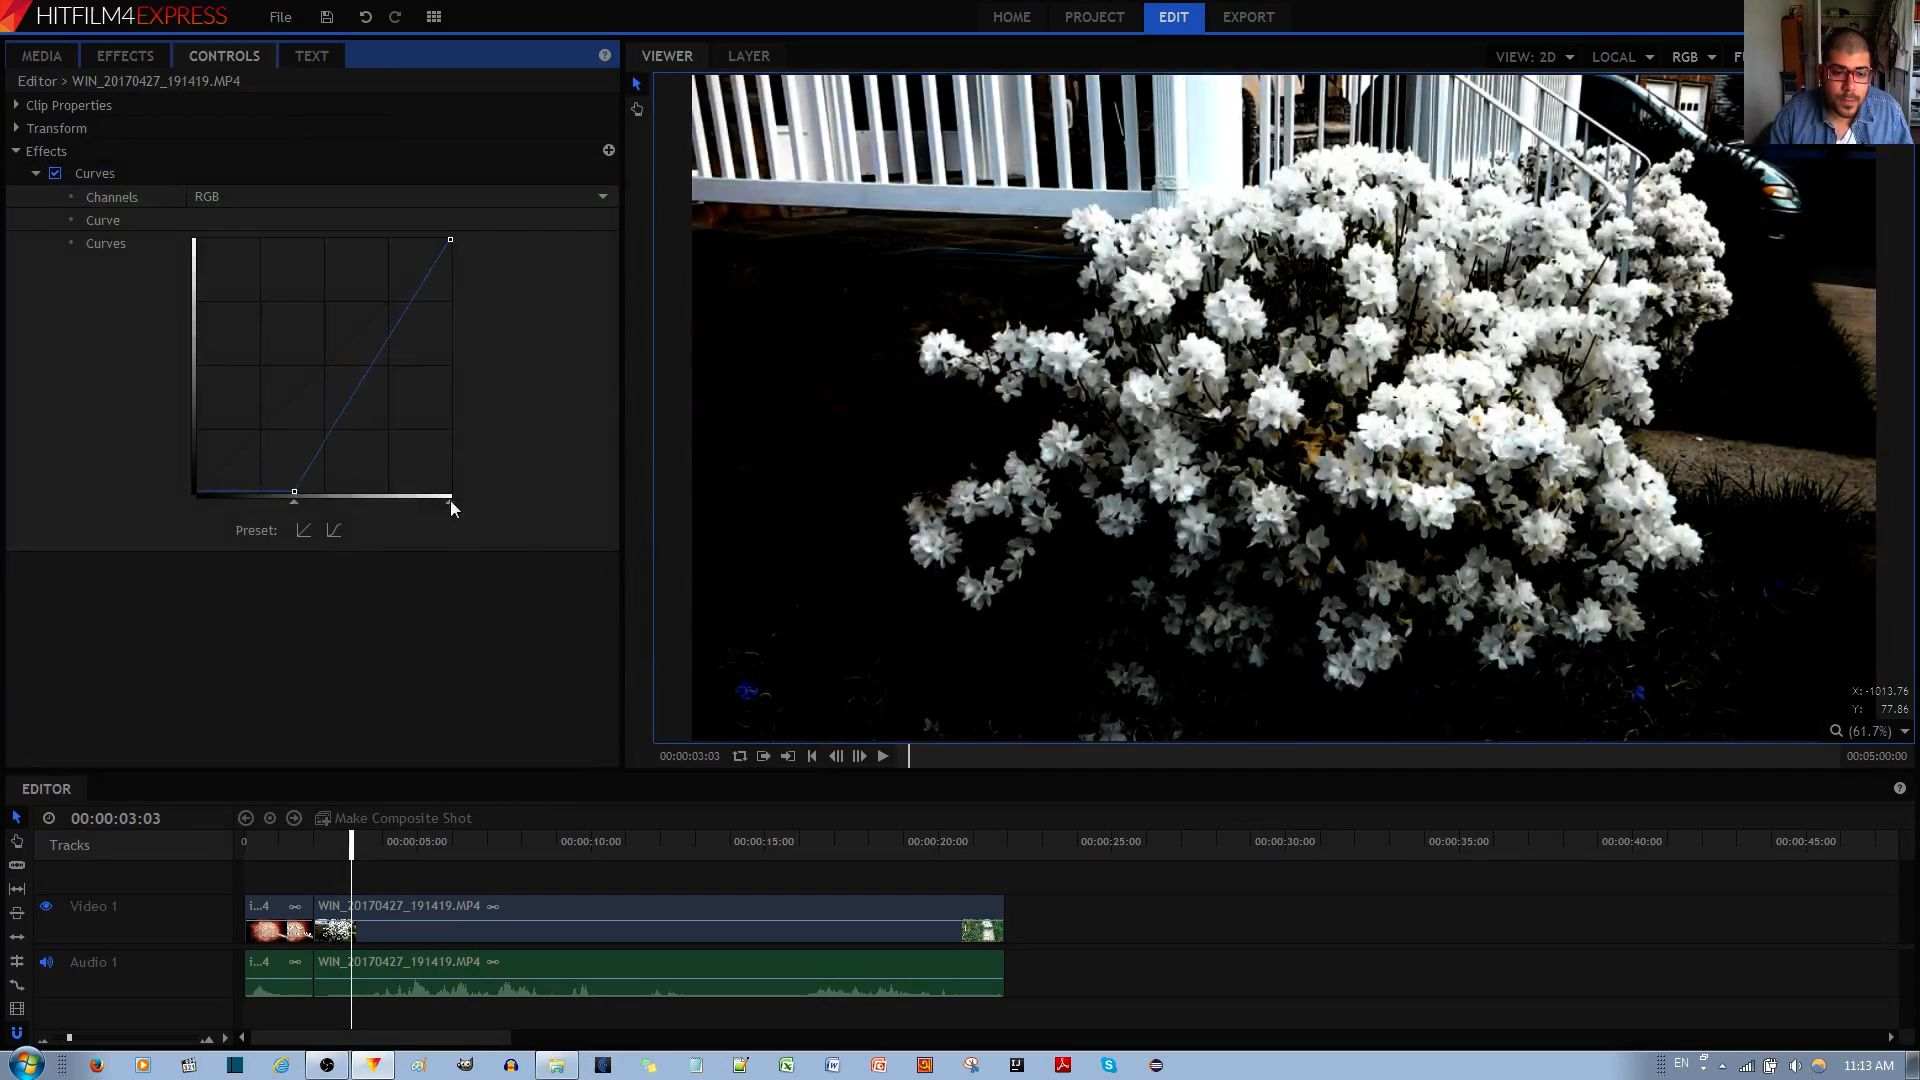 HITFILM4EXPRESS File HOME PROJECT EDIT EXPORT
MEDIA EFFECTS CONTROLS TEXT VIEWER LAYER VIEW: 2D LOCAL RGB
Editor > WIN_20170427_191419.MP4
Clip Properties
Transform
Effects
Curves
Channels RGB
Curve
Curves
Preset:
X: -1013.76
Y: 77.86
(61.7%)
00:00:03:03 00:05:00:00
EDITOR
00:00:03:03 Make Composite Shot
Tracks 0 00:00:05:00 00:00:10:00 00:00:15:00 00:00:20:00 00:00:25:00 00:00:30:00 00:00:35:00 00:00:40:00 00:00:45:00
Video 1 i...4 WIN_20170427_191419.MP4
Audio 1 i...4 WIN_20170427_191419.MP4
EN 11:13 AM